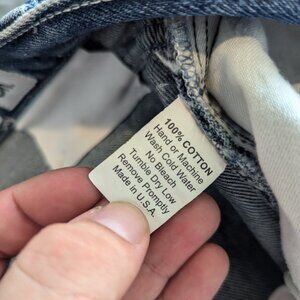 100% COTTON
Hand or Machine
Wash Cold Water
No Bleach
Tumble Dry Low
Remove Promptly
Made in U.S.A.